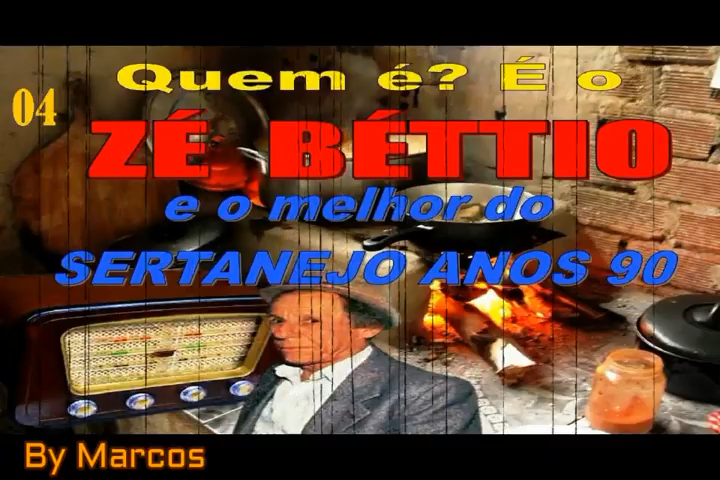 Quem é? É o
04
ZÉ BÉTTIO
e o melhor do
SERTANEJO ANOS 90
By Marcos